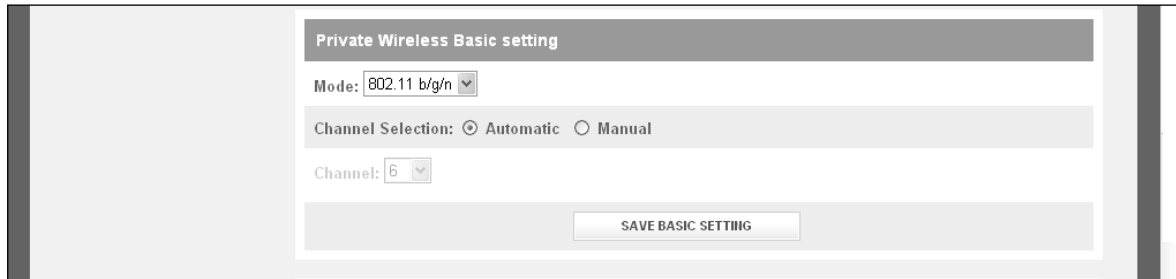 Private Wireless Basic setting
Mode: 802.11 b/g/n
Channel Selection: Automatic Manual
Channel: 6
SAVE BASIC SETTING